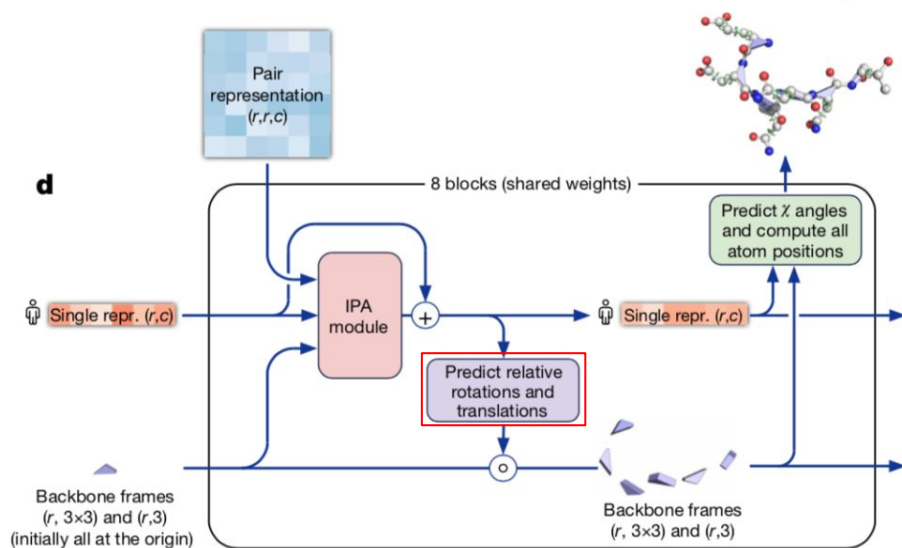 Pair
representation
(r,r,c)
d
8 blocks (shared weights)
Predict χ angles
and compute all
atom positions
IPA
module
+
Single repr. (r,c)
Single repr. (r,c)
Predict relative
rotations and
translations
Backbone frames
(r, 3×3) and (r,3)
(initially all at the origin)
Backbone frames
(r, 3×3) and (r,3)